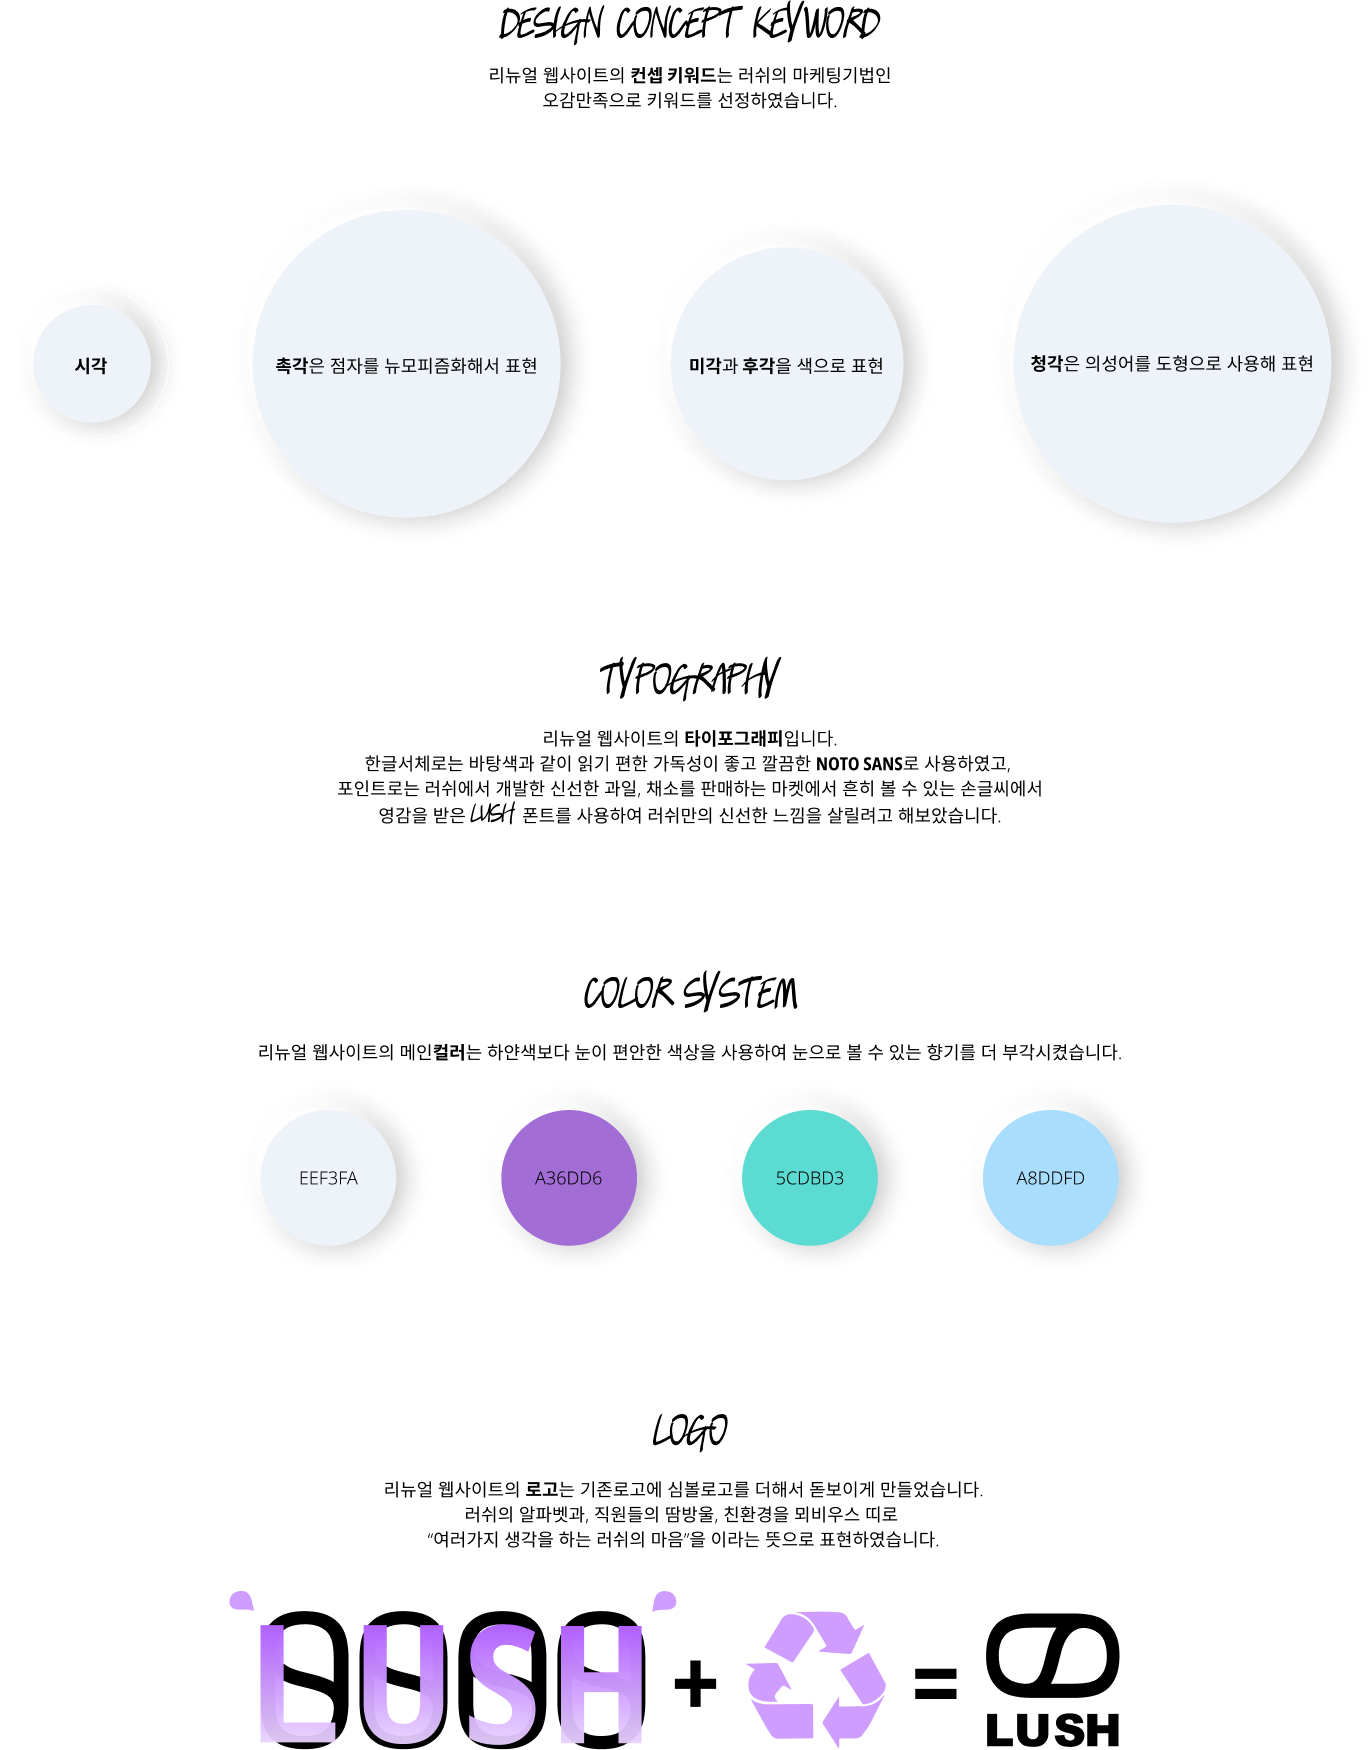 DESIGN CONCEPT KEYWORD
리뉴얼 웹사이트의 컨셉 키워드는 러쉬의 마케팅기법인
오감만족으로 키워드를 선정하였습니다.
시각
촉각은 점자를 뉴모피즘화해서 표현
미각과 후각을 색으로 표현
청각은 의성어를 도형으로 사용해 표현
TYPOGRAPHY
리뉴얼 웹사이트의 타이포그래피입니다.
한글서체로는 바탕색과 같이 읽기 편한 가독성이 좋고 깔끔한 NOTO SANS로 사용하였고,
포인트로는 러쉬에서 개발한 신선한 과일, 채소를 판매하는 마켓에서 흔히 볼 수 있는 손글씨에서
영감을 받은 LUSH 폰트를 사용하여 러쉬만의 신선한 느낌을 살릴려고 해보았습니다.
COLOR SYSTEM
리뉴얼 웹사이트의 메인컬러는 하얀색보다 눈이 편안한 색상을 사용하여 눈으로 볼 수 있는 향기를 더 부각시켰습니다.
EEF3FA
A36DD6
5CDBD3
A8DDFD
LOGO
리뉴얼 웹사이트의 로고는 기존로고에 심볼로고를 더해서 돋보이게 만들었습니다.
러쉬의 알파벳과, 직원들의 땀방울, 친환경을 뫼비우스 띠로
“여러가지 생각을 하는 러쉬의 마음”을 이라는 뜻으로 표현하였습니다.
LUSH + =
LUSH